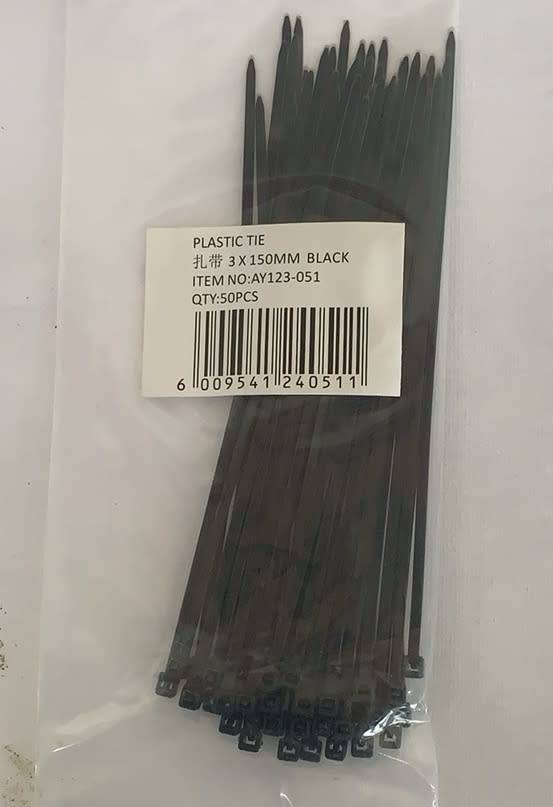 PLASTIC TIE
扎带 3 X 150MM BLACK
ITEM NO:AY123-051
QTY:50PCS
6 009541 240511